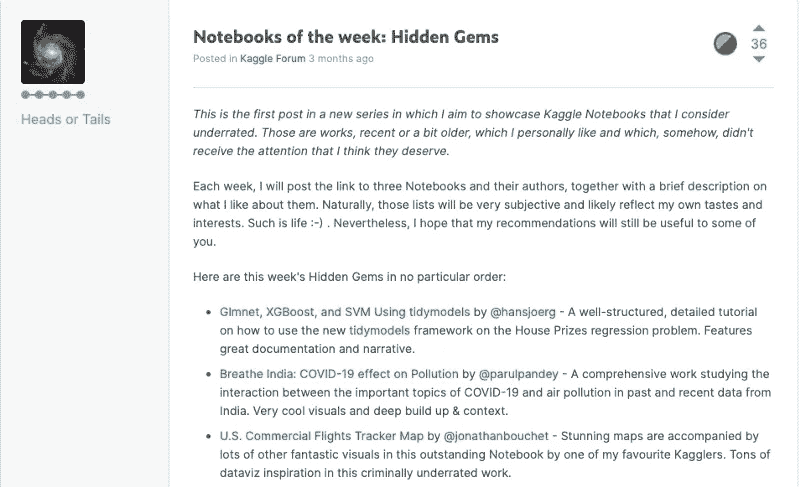 Notebooks of the week: Hidden Gems
36
Posted in Kaggle Forum 3 months ago
Heads or Tails
This is the first post in a new series in which I aim to showcase Kaggle Notebooks that I consider
underrated. Those are works, recent or a bit older, which I personally like and which, somehow, didn't
receive the attention that I think they deserve.
Each week, I will post the link to three Notebooks and their authors, together with a brief description on
what I like about them. Naturally, those lists will be very subjective and likely reflect my own tastes and
interests. Such is life :-) . Nevertheless, I hope that my recommendations will still be useful to some of
you.
Here are this week's Hidden Gems in no particular order:
• Glmnet, XGBoost, and SVM Using tidymodels by @hansjoerg - A well-structured, detailed tutorial
on how to use the new tidymodels framework on the House Prizes regression problem. Features
great documentation and narrative.
• Breathe India: COVID-19 effect on Pollution by @parulpandey - A comprehensive work studying the
interaction between the important topics of COVID-19 and air pollution in past and recent data from
India. Very cool visuals and deep build up & context.
• U.S. Commercial Flights Tracker Map by @jonathanbouchet - Stunning maps are accompanied by
lots of other fantastic visuals in this outstanding Notebook by one of my favourite Kagglers. Tons of
dataviz inspiration in this criminally underrated work.